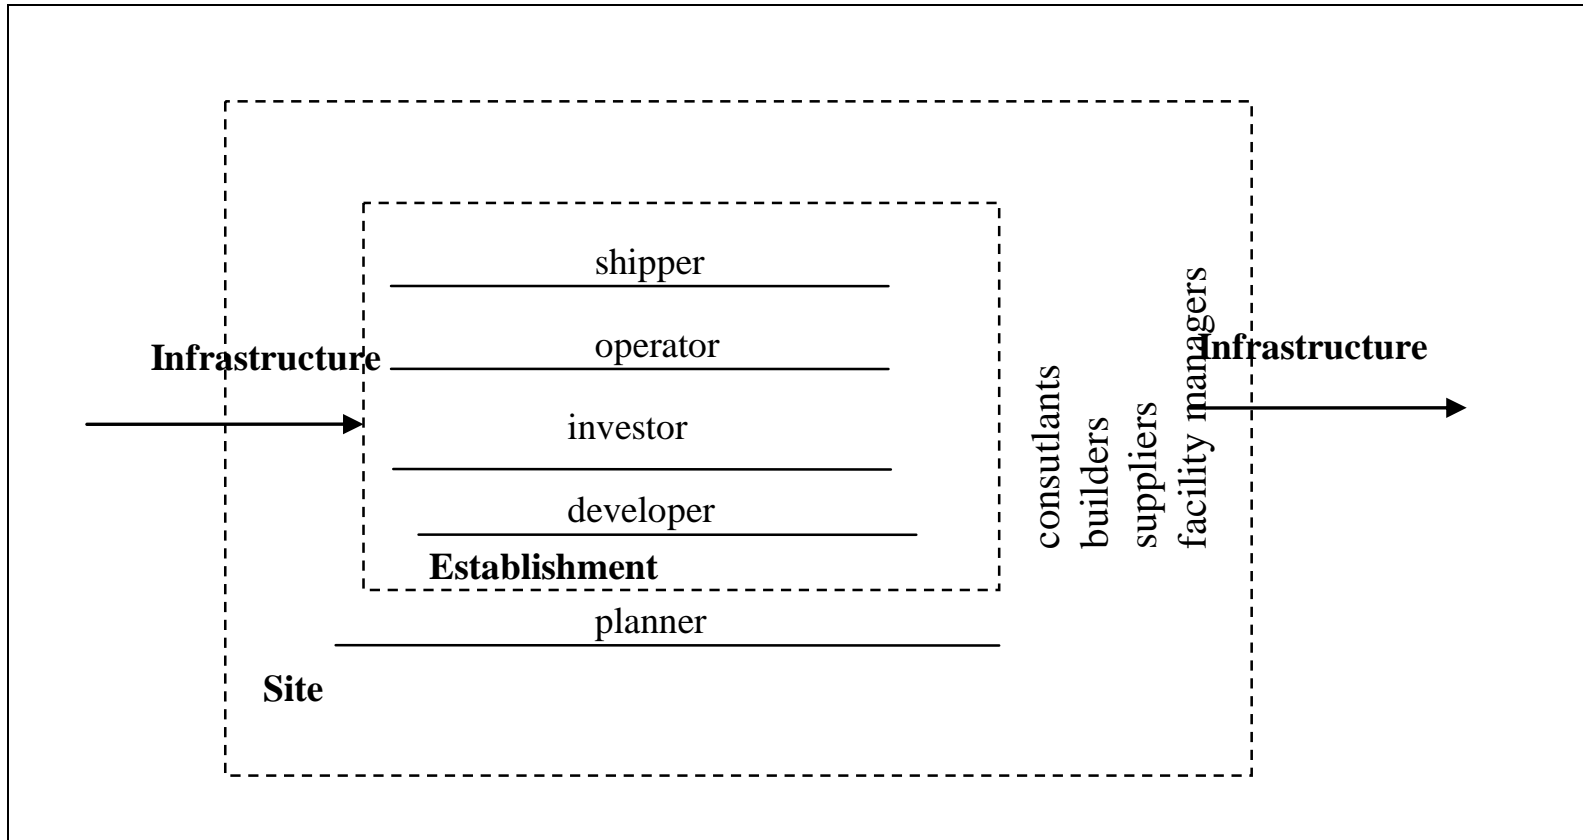 shipper
operator
Infrastructure
Infrastructure
investor
developer
Establishment
planner
Site
consutlants
builders
suppliers
facility managers